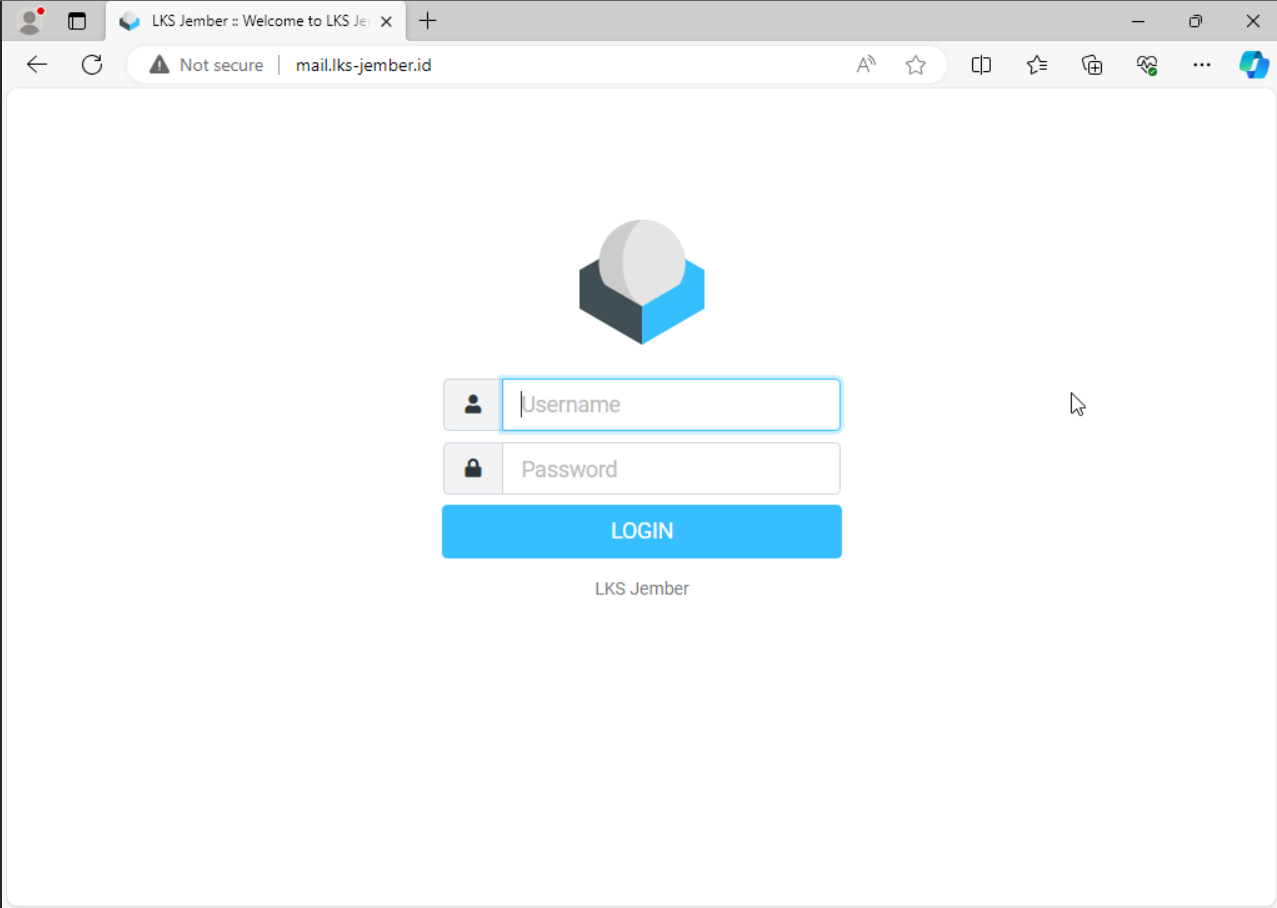 LKS Jember :: Welcome to LKS Je
Not secure mail.lks-jember.id
Username
Password
LOGIN
LKS Jember